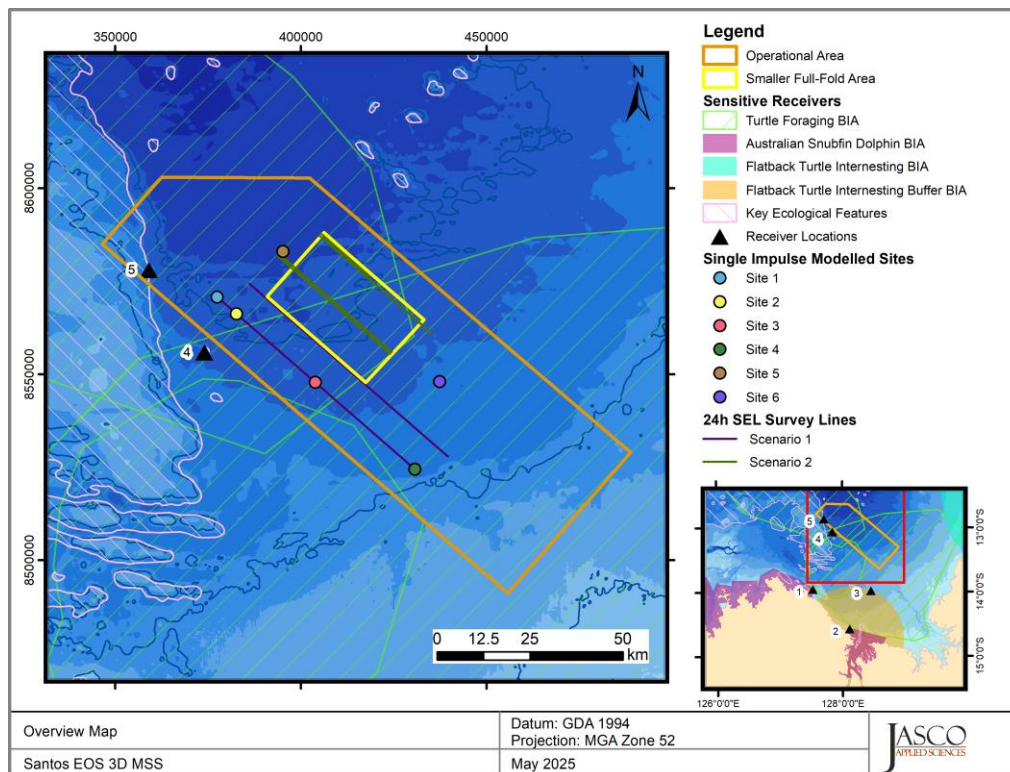 350000
400000
450000
8600000
8550000
8500000
N
5
4
0 12.5 25 50
km
Legend
Operational Area
Smaller Full-Fold Area
Sensitive Receivers
Turtle Foraging BIA
Australian Snubfin Dolphin BIA
Flatback Turtle Internesting BIA
Flatback Turtle Internesting Buffer BIA
Key Ecological Features
Receiver Locations
Single Impulse Modelled Sites
Site 1
Site 2
Site 3
Site 4
Site 5
Site 6
24h SEL Survey Lines
Scenario 1
Scenario 2
5
4
1
3
2
13°0'0"S
14°0'0"S
15°0'0"S
126°0'0"E
128°0'0"E
Overview Map
Datum: GDA 1994
Projection: MGA Zone 52
Santos EOS 3D MSS
May 2025
JASCO
APPLIED SCIENCES